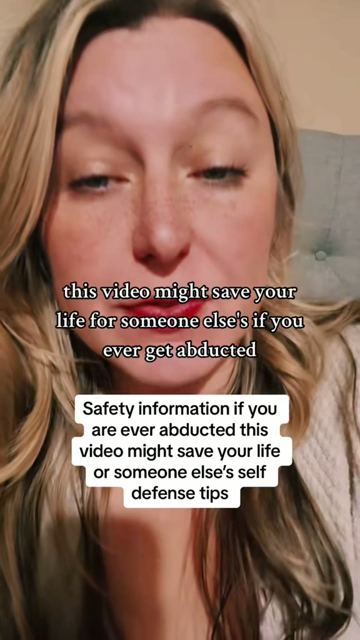 this video might save your
life for someone else's if you
ever get abducted
Safety information if you
are ever abducted this
video might save your life
or someone else's self
defense tips